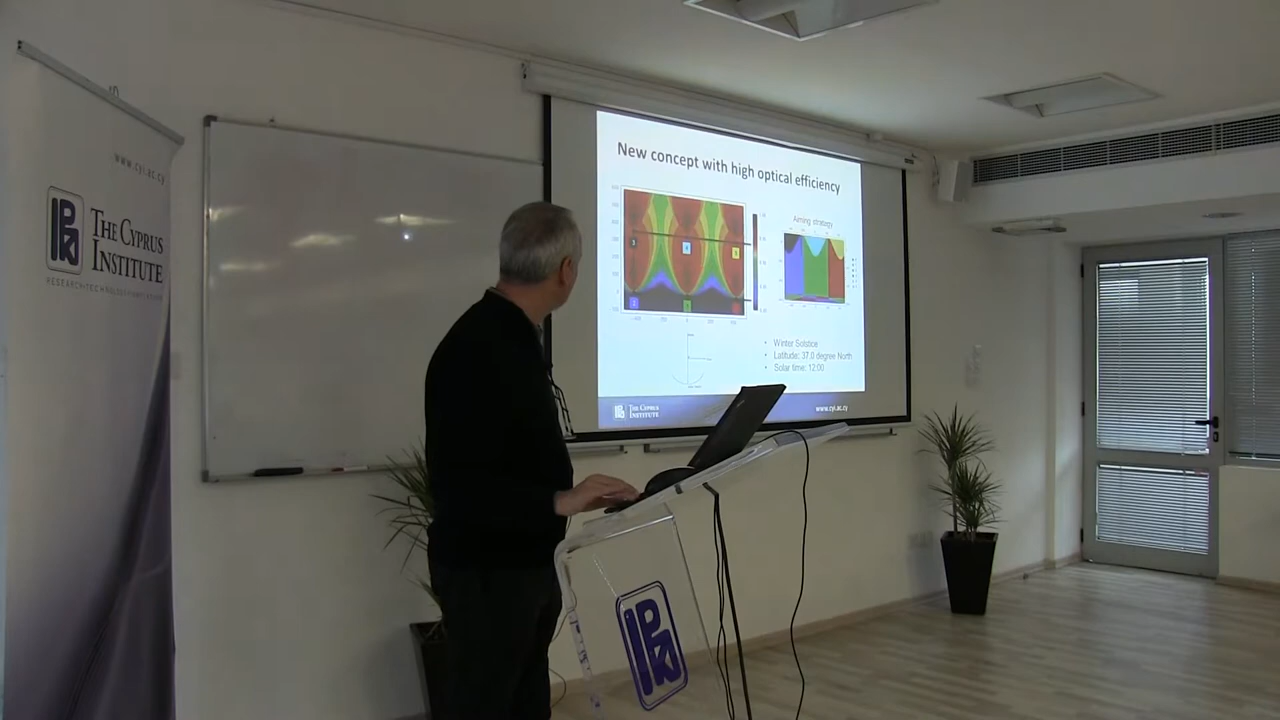 www.cyi.ac.cy
THE CYPRUS
INSTITUTE
New concept with high optical efficiency
Aiming strategy
• Winter Solstice
• Latitude: 37.0 degree North
• Solar time: 12:00
THE CYPRUS
INSTITUTE
www.cyi.ac.cy